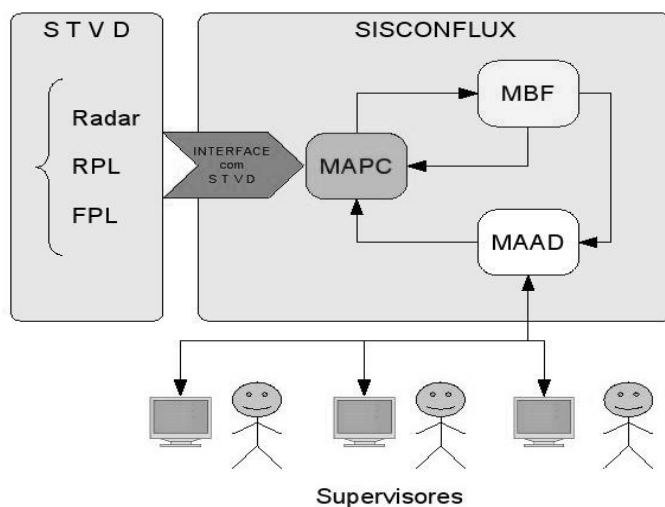 S T V D
Radar
RPL
FPL
SISCONFLUX
INTERFACE
com
S T V D
MAPC
MBF
MAAD
Supervisores